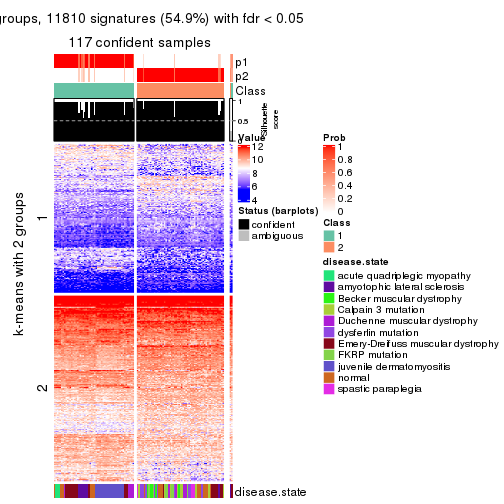 groups, 11810 signatures (54.9%) with fdr < 0.05
117 confident samples
p1
p2
Class
1
0.5
0
Silhouette
score
k-means with 2 groups
1
2
Value
12
10
8
6
4
Status (barplots)
confident
ambiguous
Prob
1
0.8
0.6
0.4
0.2
0
Class
1
2
disease.state
acute quadriplegic myopathy
amyotophic lateral sclerosis
Becker muscular dystrophy
Calpain 3 mutation
Duchenne muscular dystrophy
dysferlin mutation
Emery-Dreifuss muscular dystrophy
FKRP mutation
juvenile dermatomyositis
normal
spastic paraplegia
disease.state